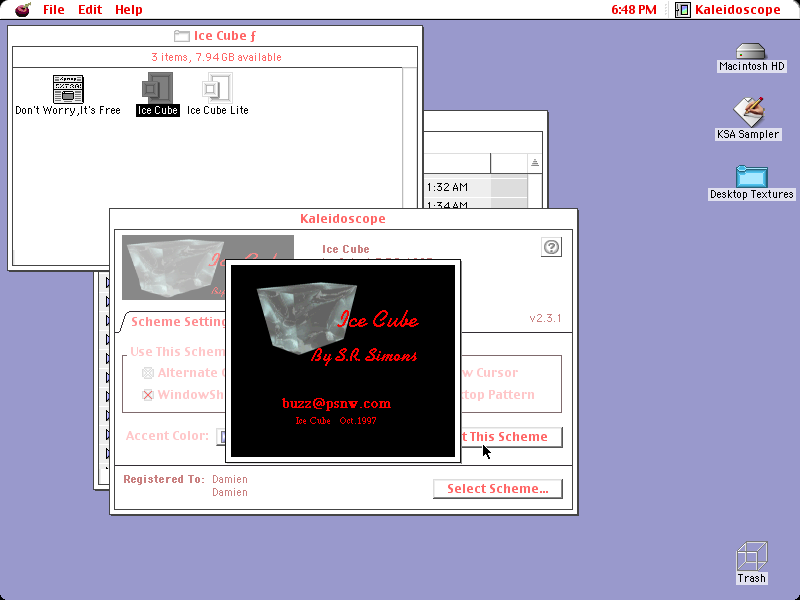 File Edit Help
6:48 PM Kaleidoscope
Ice Cube ƒ
3 items, 7.94 GB available
Don't Worry,It's Free
Ice Cube
Ice Cube Lite
Macintosh HD
KSA Sampler
Desktop Textures
1:32 AM
1:34 AM
Kaleidoscope
Ice Cube
v2.3.1
Scheme Setting
Use This Schem
Alternate
WindowSh
w Cursor
top Pattern
Accent Color:
t This Scheme
Ice Cube
By S.R. Simons
buzz@psnw.com
Ice Cube Oct.1997
Registered To: Damien
Damien
Select Scheme...
Trash